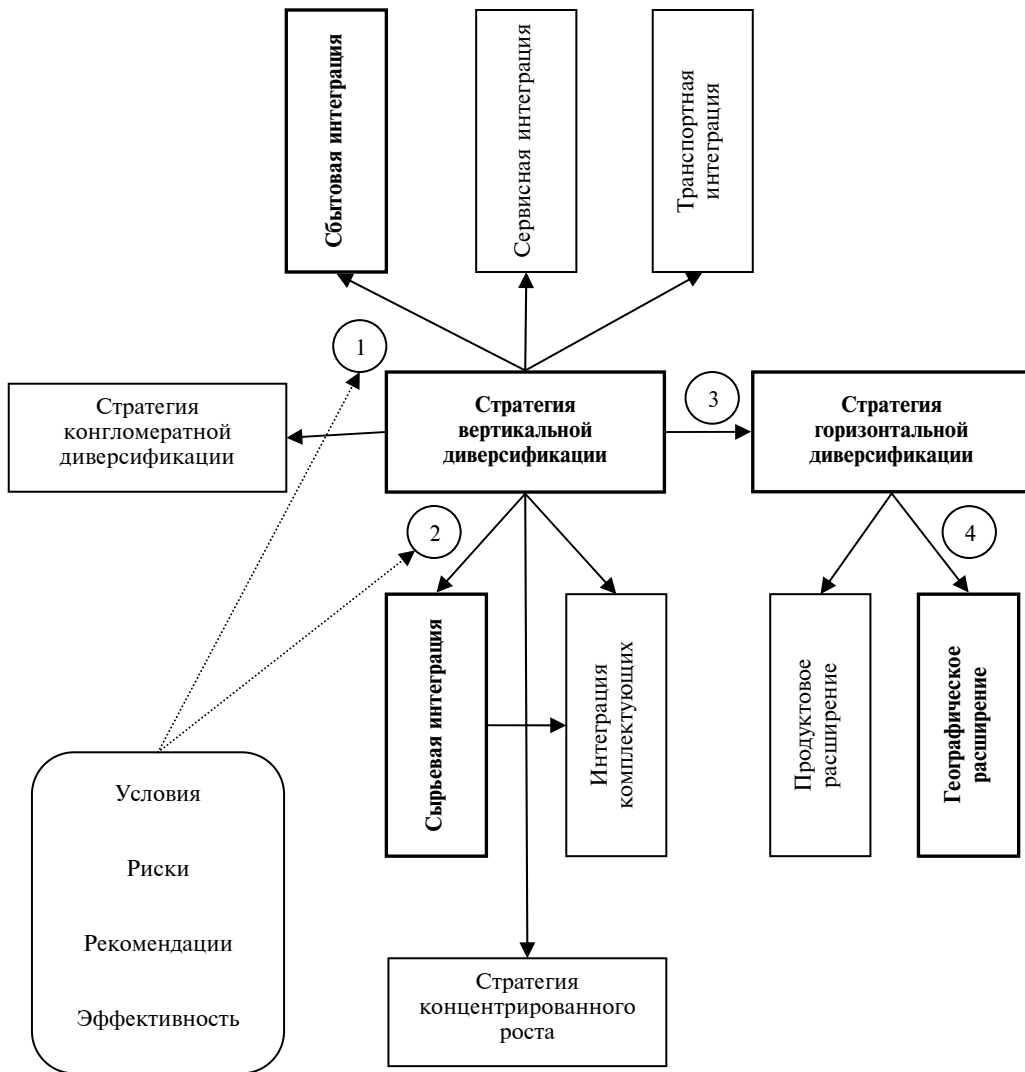 Сбытовая интеграция
Сервисная интеграция
Транспортная
интеграция
1
Стратегия
конгломератной
диверсификации
Стратегия
вертикальной
диверсификации
3
Стратегия
горизонтальной
диверсификации
2
4
Сырьевая интеграция
Интеграция
комплектующих
Продуктовое
расширение
Географическое
расширение
Условия
Риски
Рекомендации
Эффективность
Стратегия
концентрированного
роста